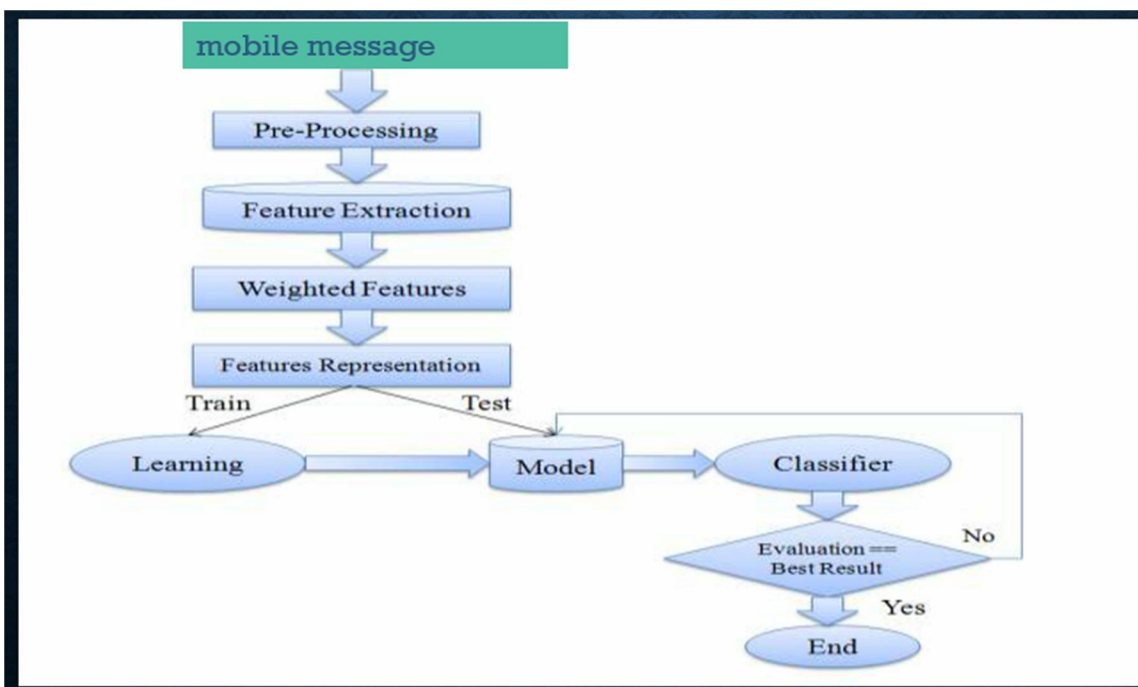 mobile message
Pre-Processing
Feature Extraction
Weighted Features
Features Representation
Train
Test
Learning
Model
Classifier
Evaluation ==
Best Result
No
Yes
End